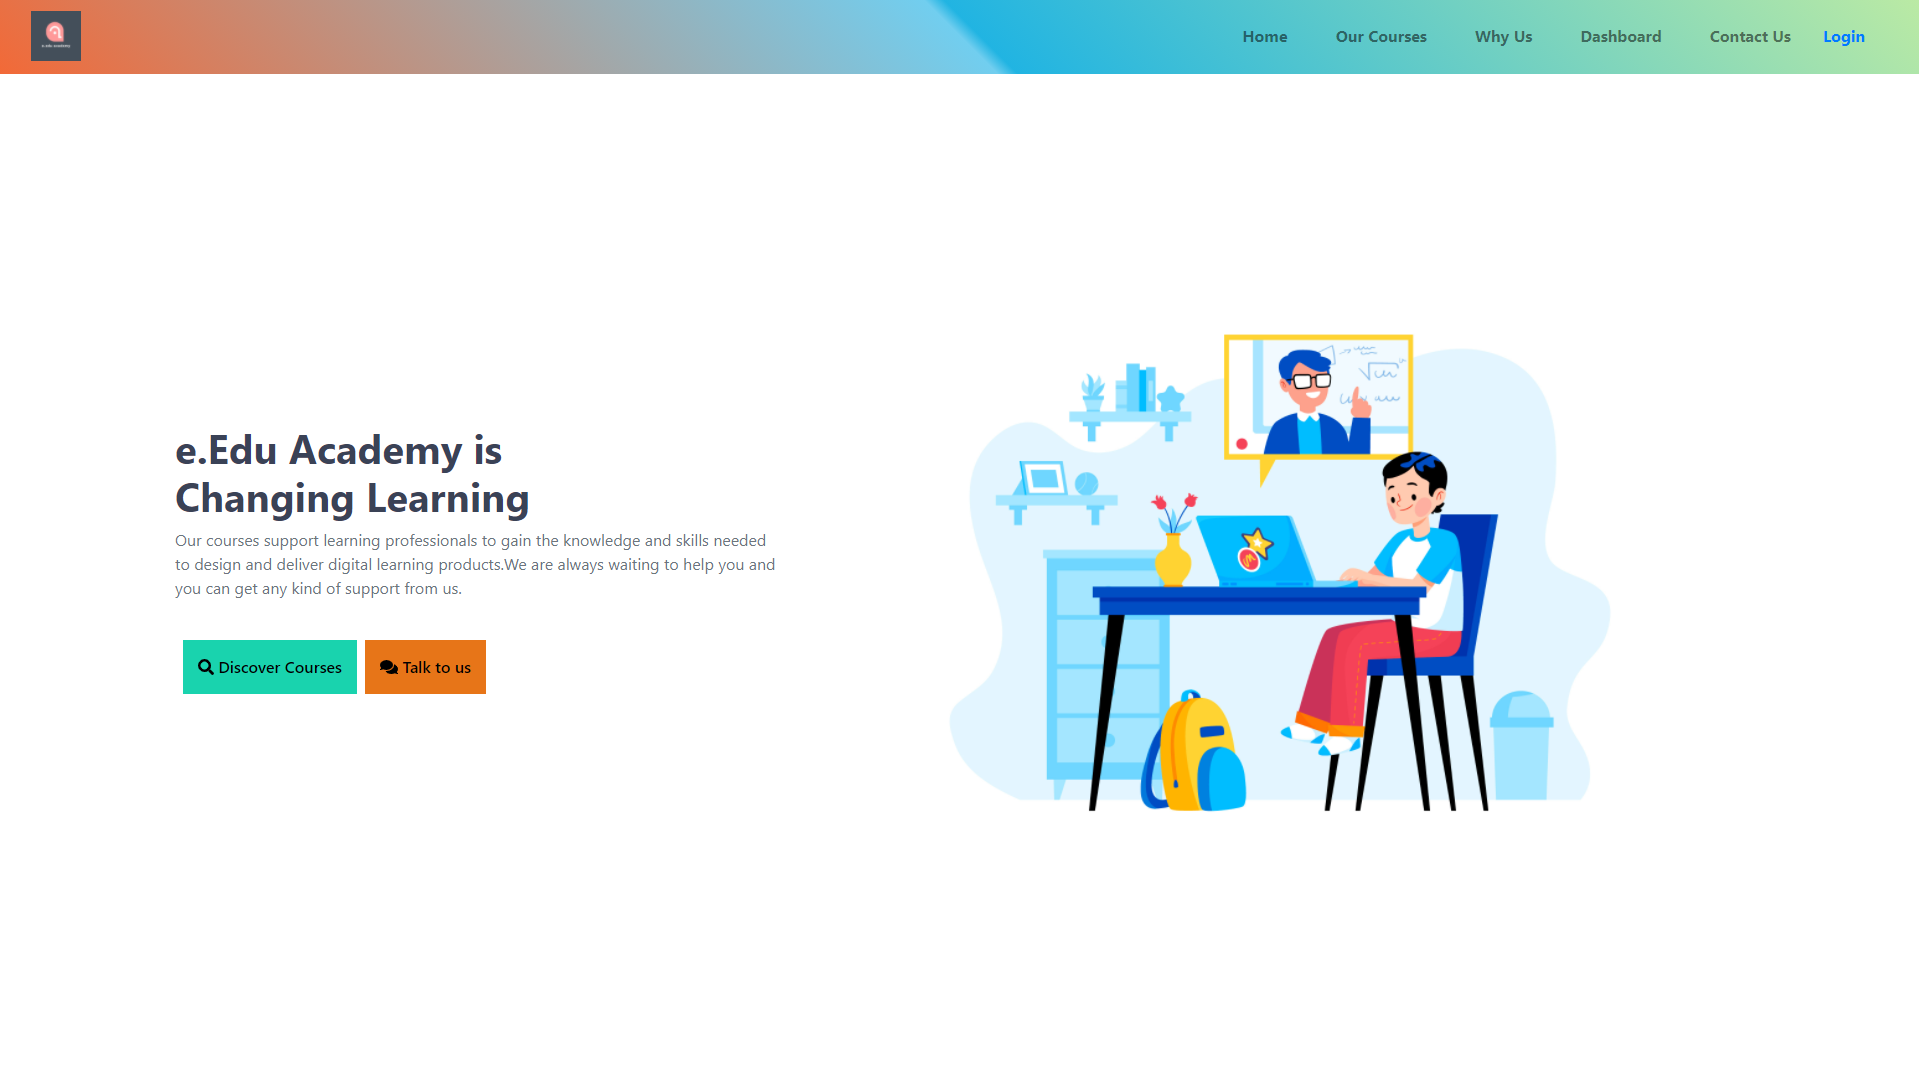 e.edu academy
Home Our Courses Why Us Dashboard Contact Us Login
e.Edu Academy is
Changing Learning
Our courses support learning professionals to gain the knowledge and skills needed
to design and deliver digital learning products.We are always waiting to help you and
you can get any kind of support from us.
Discover Courses Talk to us